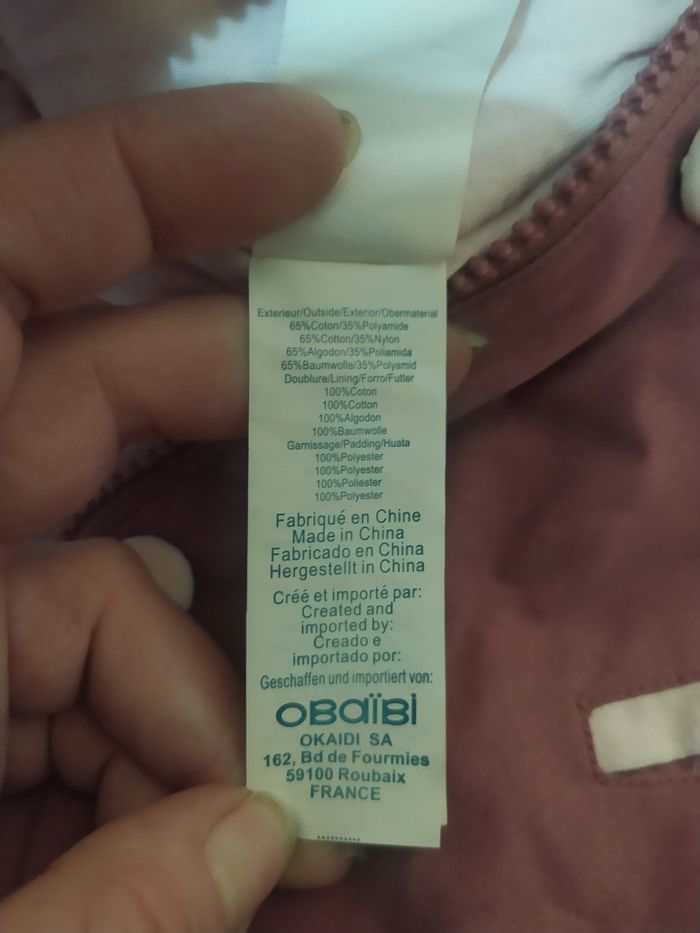 Exterieur/Outside/Exterior/Obermaterial
65%Coton/35%Polyamide
65%Cotton/35%Nylon
65%Algodon/35%Poliamida
65%Baumwolle/35%Polyamid
Doublure/Lining/Forro/Futter
100%Coton
100%Cotton
100%Algodon
100%Baumwolle
Garnissage/Padding/Huata
100%Polyester
100%Polyester
100%Poliester
100%Polyester
Fabriqué en Chine
Made in China
Fabricado en China
Hergestellt in China
Créé et importé par:
Created and
imported by:
Creado e
importado por:
Geschaffen und importiert von:
OBaïBi
OKAIDI SA
162, Bd de Fourmies
59100 Roubaix
FRANCE